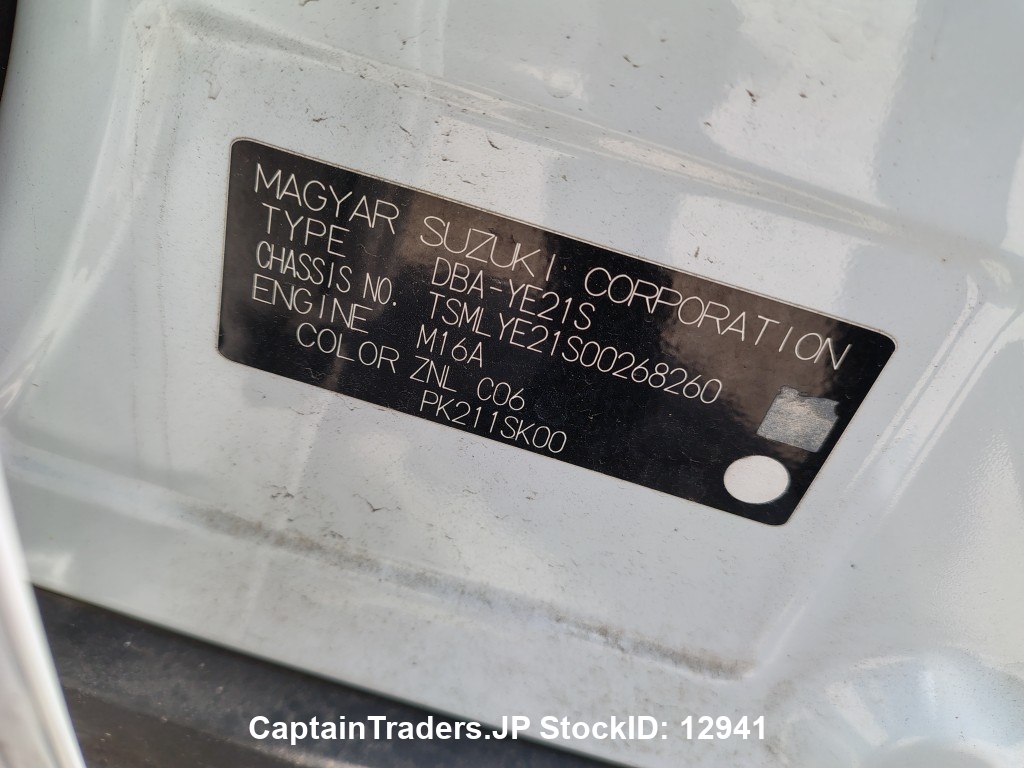 MAGYAR SUZUKI CORPORATION
TYPE DBA-YE21S
CHASSIS NO. TSMLYE21S00268260
ENGINE M16A
COLOR ZNL C06
PK211SK00
CaptainTraders.JP StockID: 12941